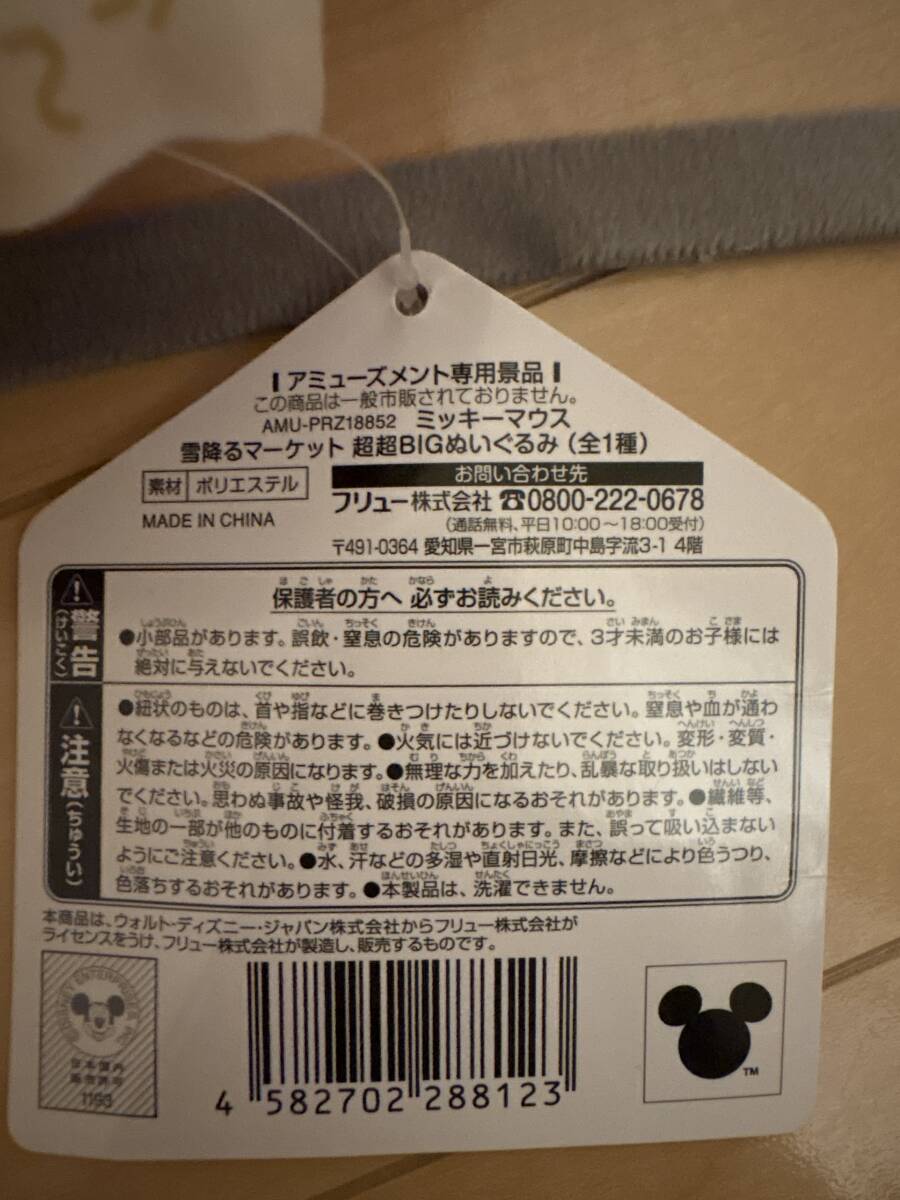 アミューズメント専用景品
この商品は一般市販されておりません。
AMU-PRZ18852 ミッキーマウス
雪降るマーケット 超超BIGぬいぐるみ（全1種）
素材 ポリエステル
MADE IN CHINA
お問い合わせ先
フリュー株式会社 ☎0800-222-0678
（通話無料、平日10:00～18:00受付）
〒491-0364 愛知県一宮市萩原町中島字流3-1 4階
警告（けいこく）
保護者の方へ 必ずお読みください。
●小部品があります。誤飲・窒息の危険がありますので、3才未満のお子様には
絶対に与えないでください。
注意（ちゅうい）
●紐状のものは、首や指などに巻きつけたりしないでください。窒息や血が通わ
なくなるなどの危険があります。●火気には近づけないでください。変形・変質・
火傷または火災の原因になります。●無理な力を加えたり、乱暴な取り扱いはしない
でください。思わぬ事故や怪我、破損の原因になるおそれがあります。●繊維等、
生地の一部が他のものに付着するおそれがあります。また、誤って吸い込まない
ようにご注意ください。●水、汗などの多湿や直射日光、摩擦などにより色うつり、
色落ちするおそれがあります。●本製品は、洗濯できません。
本商品は、ウォルト・ディズニー・ジャパン株式会社からフリュー株式会社が
ライセンスをうけ、フリュー株式会社が製造し、販売するものです。
日本国内
販売許可
1193
4 582702 288123
TM